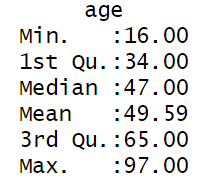 age
Min.   :16.00
1st Qu.:34.00
Median :47.00
Mean   :49.59
3rd Qu.:65.00
Max.   :97.00